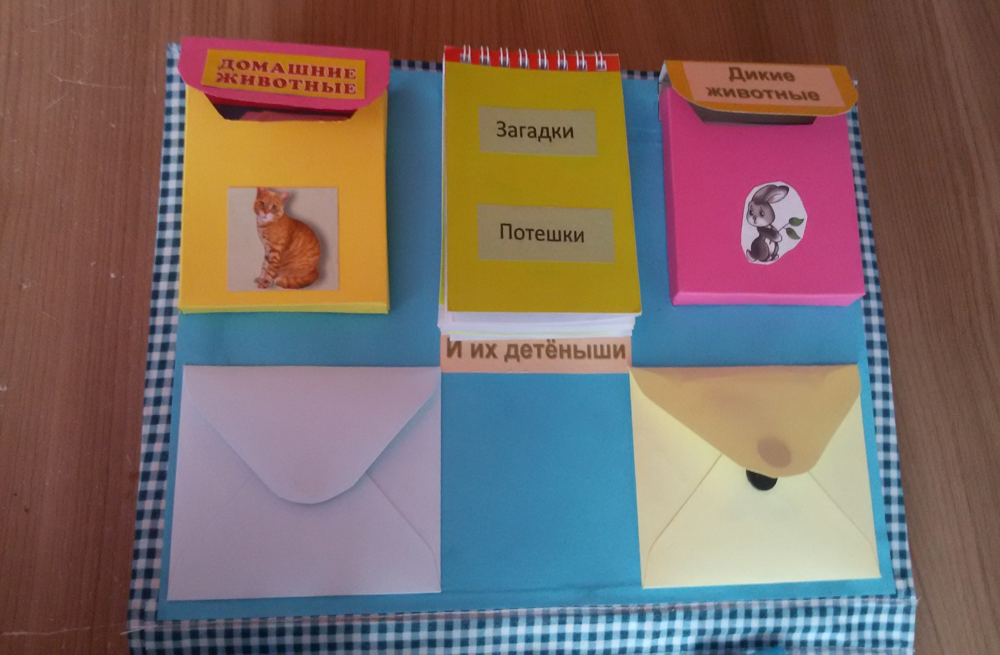 ДОМАШНИЕ
ЖИВОТНЫЕ
Загадки
Потешки
Дикие
животные
И их детёныши